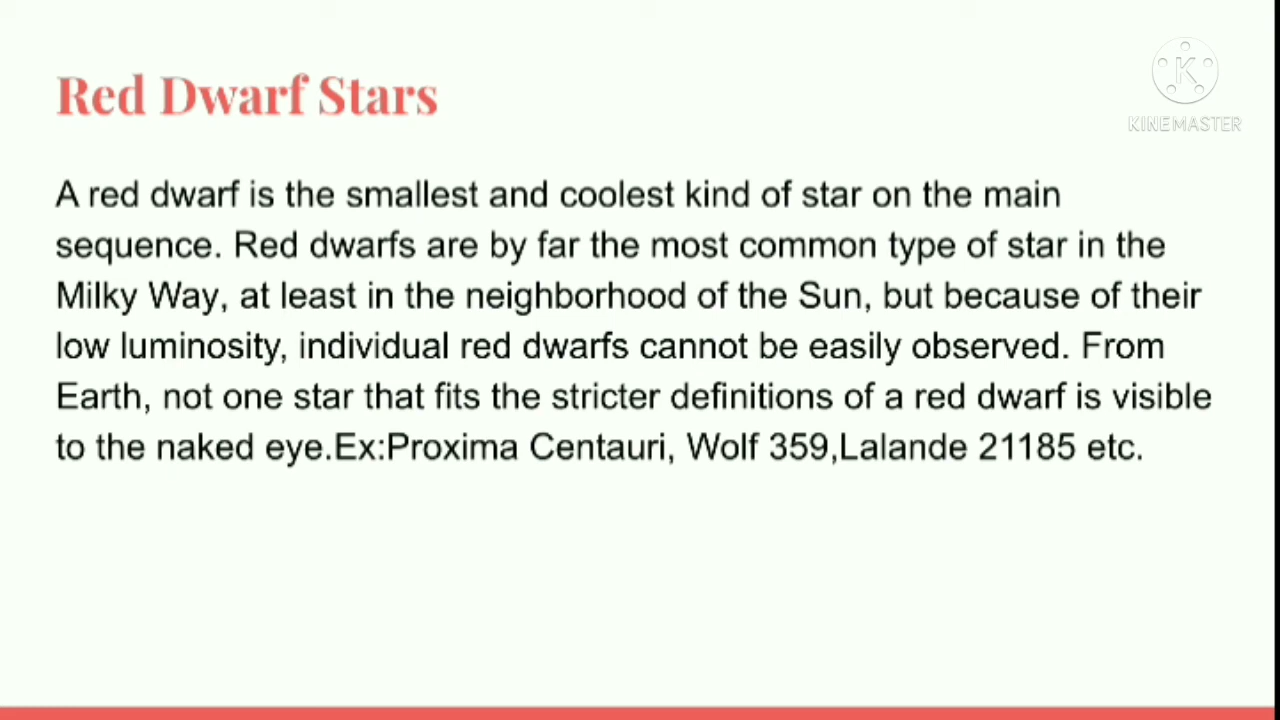 Red Dwarf Stars
KINEMASTER
A red dwarf is the smallest and coolest kind of star on the main
sequence. Red dwarfs are by far the most common type of star in the
Milky Way, at least in the neighborhood of the Sun, but because of their
low luminosity, individual red dwarfs cannot be easily observed. From
Earth, not one star that fits the stricter definitions of a red dwarf is visible
to the naked eye.Ex:Proxima Centauri, Wolf 359,Lalande 21185 etc.